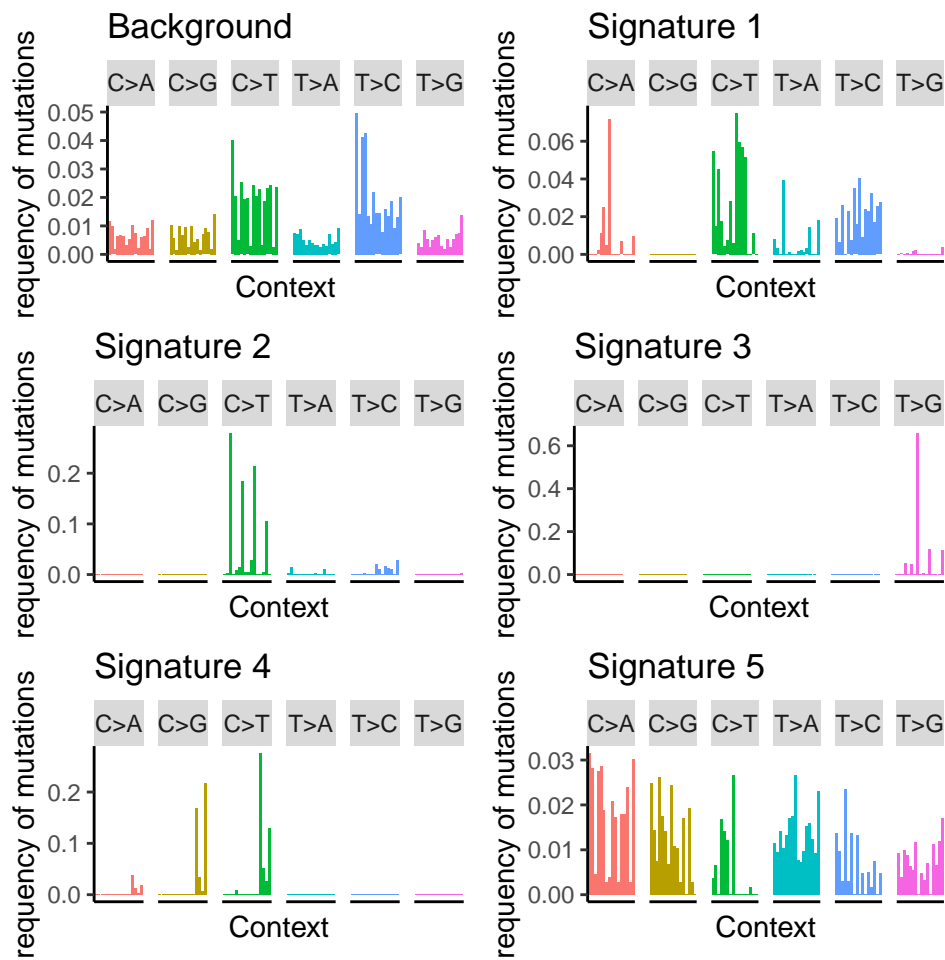 Background
C>A C>G C>T T>A T>C T>G
requency of mutations
0.05
0.04
0.03
0.02
0.01
0.00
Context
Signature 1
C>A C>G C>T T>A T>C T>G
requency of mutations
0.06
0.04
0.02
0.00
Context
Signature 2
C>A C>G C>T T>A T>C T>G
requency of mutations
0.2
0.1
0.0
Context
Signature 3
C>A C>G C>T T>A T>C T>G
requency of mutations
0.6
0.4
0.2
0.0
Context
Signature 4
C>A C>G C>T T>A T>C T>G
requency of mutations
0.2
0.1
0.0
Context
Signature 5
C>A C>G C>T T>A T>C T>G
requency of mutations
0.03
0.02
0.01
0.00
Context